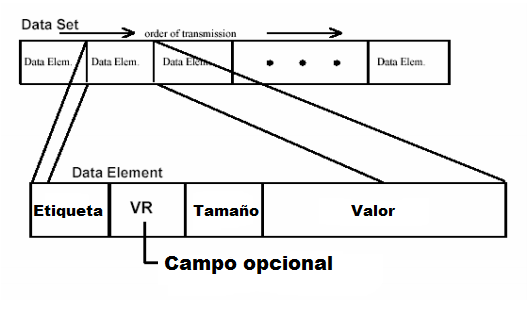 Data Set
order of transmission
Data Elem. Data Elem. Data Elem. • • • Data Elem.
Data Element
Etiqueta VR Tamaño Valor
Campo opcional